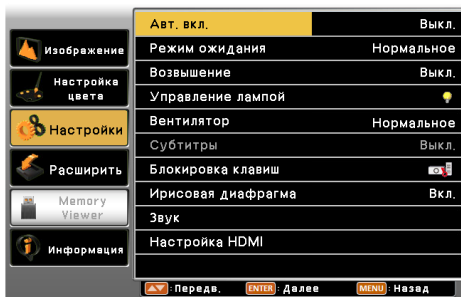 Изображение
Настройка
цвета
Настройки
Расширить
Memory
Viewer
Информация
Авт. вкл. Выкл.
Режим ожидания Нормальное
Возвышение Выкл.
Управление лампой
Вентилятор Нормальное
Субтитры Выкл.
Блокировка клавиш
Ирисовая диафрагма Вкл.
Звук
Настройка HDMI
:Передв. ENTER :Далее MENU :Назад